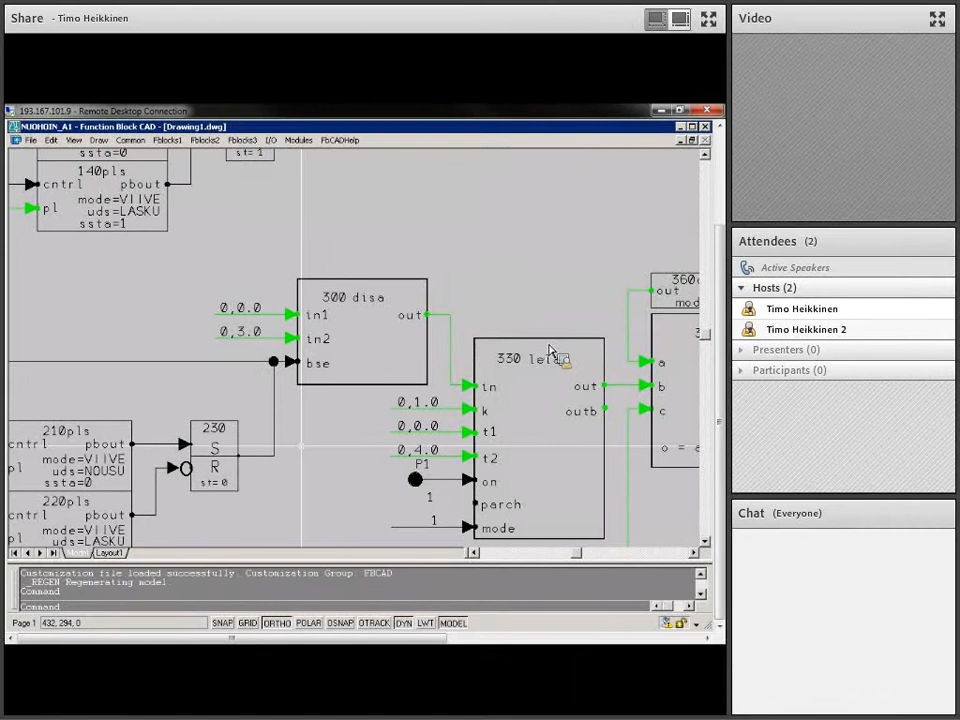 Share - Timo Heikkinen
193.167.101.9 - Remote Desktop Connection
NUOHOIN_A1 - Function Block CAD - [Drawing1.dwg]
File Edit View Draw Common Fblocks1 Fblocks2 Fblocks3 I/O Modules FbCADHelp
ssta=0
st= 1
140pls
cntrl pbout
mode=VIIVE
pl
uds=LASKU
ssta=1
300 disa
0,0.0
in1
out
0,3.0
in2
bse
360
out
mod
330 lela
in
out
a
b
0,1.0
k
outb
c
0,0.0
t1
0,4.0
t2
o = a
P1
on
1
parch
1
mode
210pls
cntrl pbout
mode=VIIVE
pl
uds=NOUSU
ssta=0
230
S
R
st= 0
220pls
cntrl pbout
mode=VIIVE
pl
uds=LASKU
Model Layout1
Customization file loaded successfully. Customization Group: FBCAD
_REGEN Regenerating model
Command
Command
Page 1 432, 294, 0 SNAP GRID ORTHO POLAR OSNAP OTRACK DYN LWT MODEL
Video
Attendees (2)
Active Speakers
Hosts (2)
Timo Heikkinen
Timo Heikkinen 2
Presenters (0)
Participants (0)
Chat (Everyone)